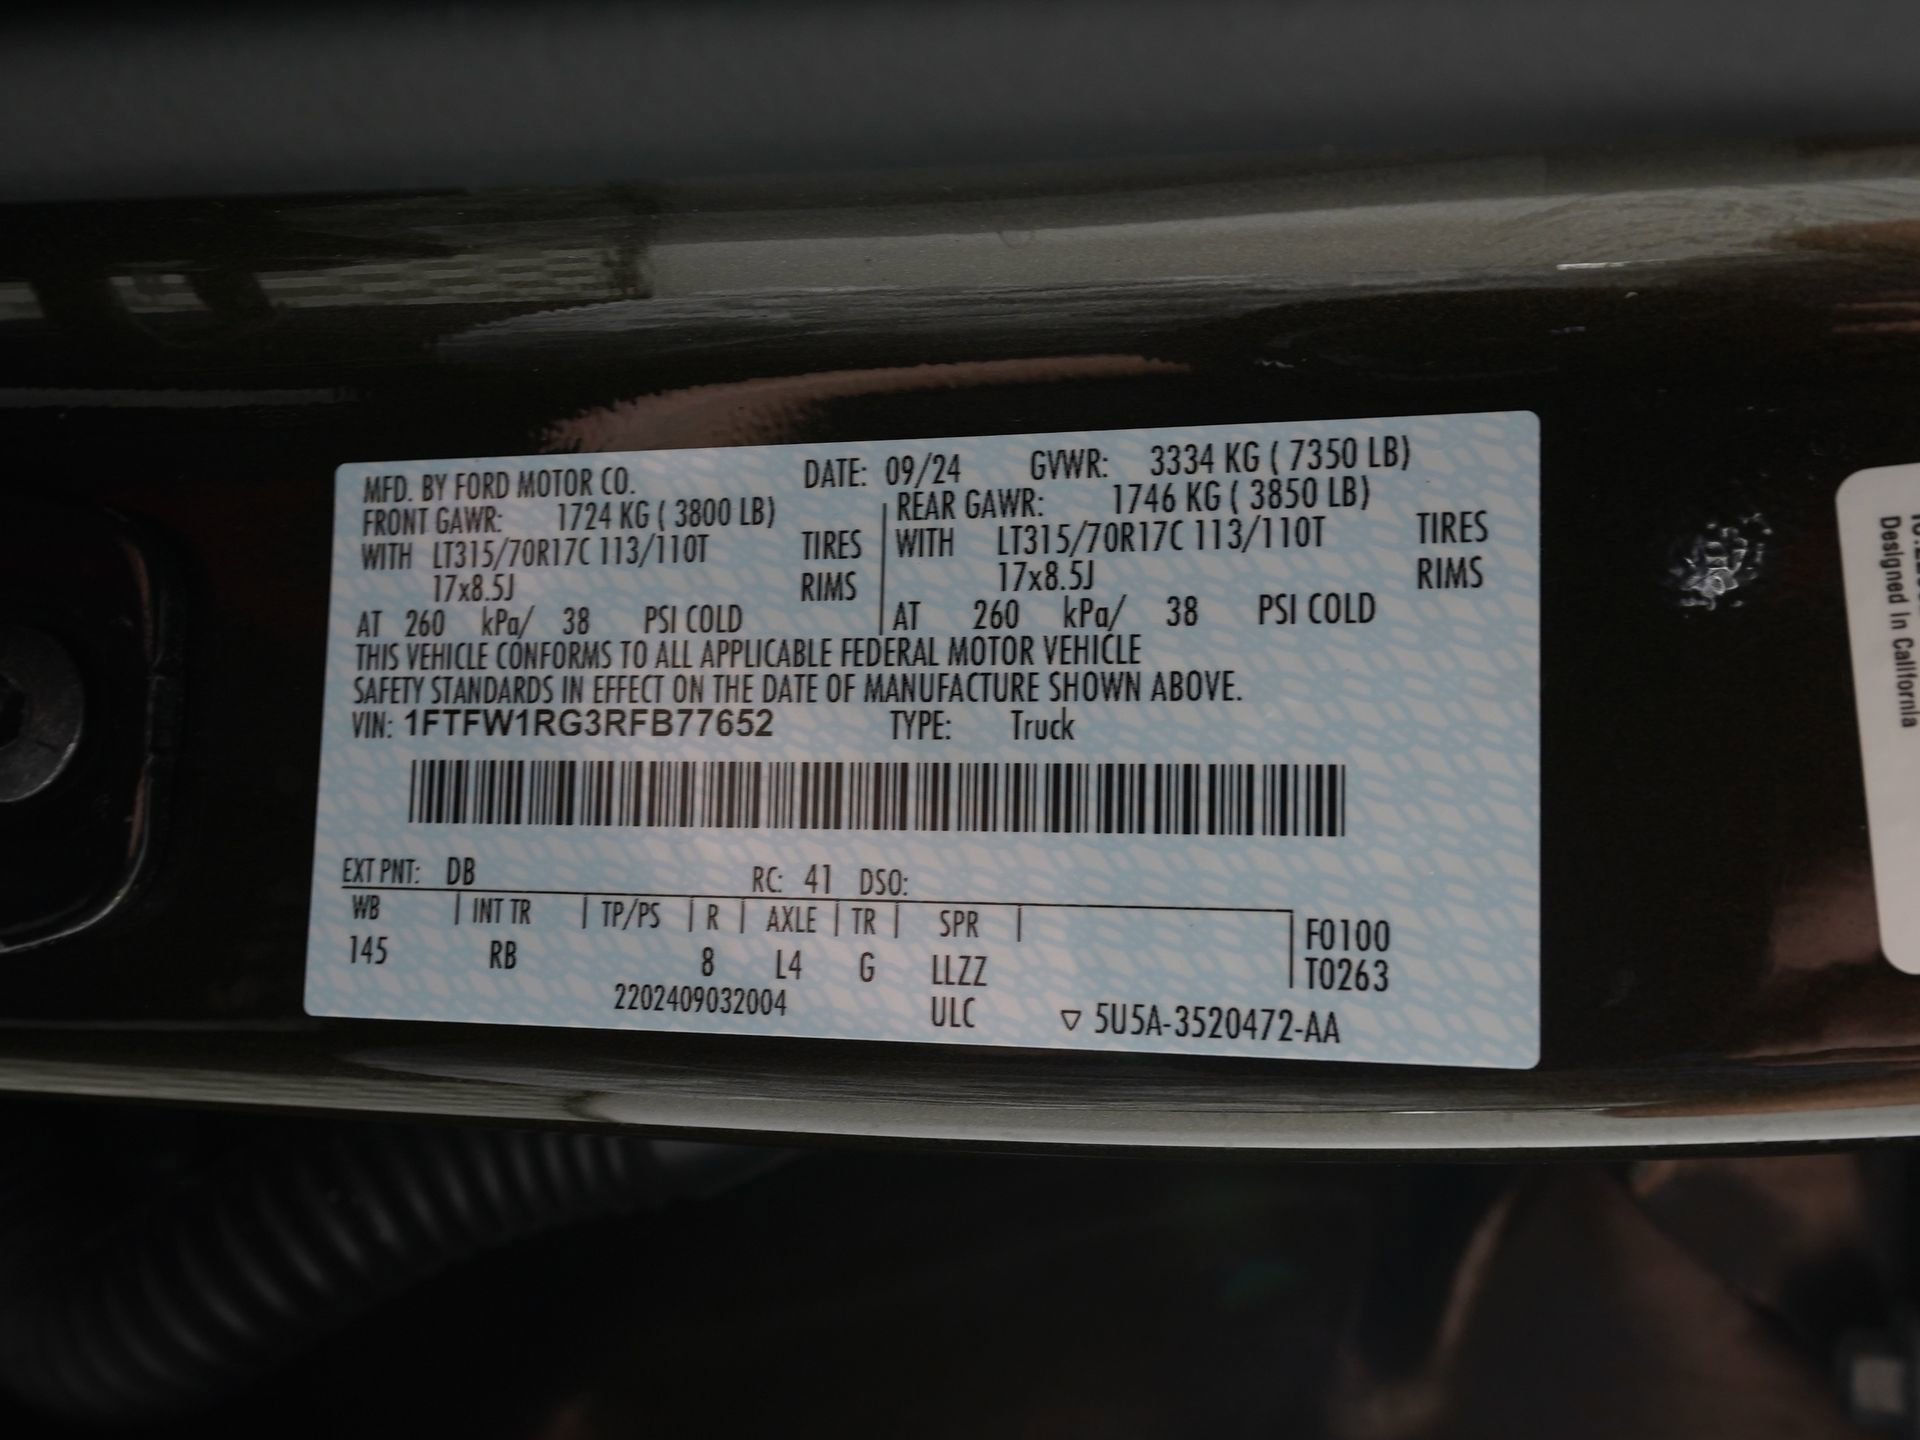 MFD. BY FORD MOTOR CO. DATE: 09/24 GVWR: 3334 KG ( 7350 LB)
FRONT GAWR: 1724 KG ( 3800 LB) REAR GAWR: 1746 KG ( 3850 LB)
WITH LT315/70R17C 113/110T TIRES WITH LT315/70R17C 113/110T TIRES
17x8.5J RIMS 17x8.5J RIMS
AT 260 kPa/ 38 PSI COLD AT 260 kPa/ 38 PSI COLD
THIS VEHICLE CONFORMS TO ALL APPLICABLE FEDERAL MOTOR VEHICLE
SAFETY STANDARDS IN EFFECT ON THE DATE OF MANUFACTURE SHOWN ABOVE.
VIN: 1FTFW1RG3RFB77652 TYPE: Truck
EXT PNT: DB RC: 41 DSO:
WB INT TR TP/PS R AXLE TR SPR F0100
145 RB 8 L4 G LLZZ T0263
2202409032004 ULC ▽ 5U5A-3520472-AA
Designed In California